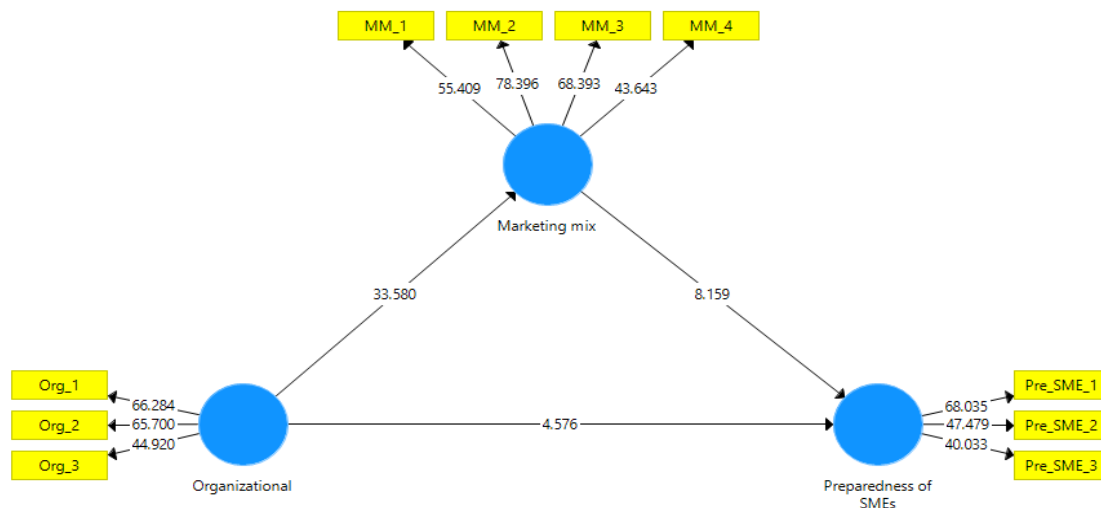 MM_1
MM_2
MM_3
MM_4
55.409
78.396
68.393
43.643
Marketing mix
33.580
8.159
Org_1
Org_2
Org_3
66.284
65.700
44.920
Organizational
4.576
68.035
47.479
40.033
Pre_SME_1
Pre_SME_2
Pre_SME_3
Preparedness of
SMEs